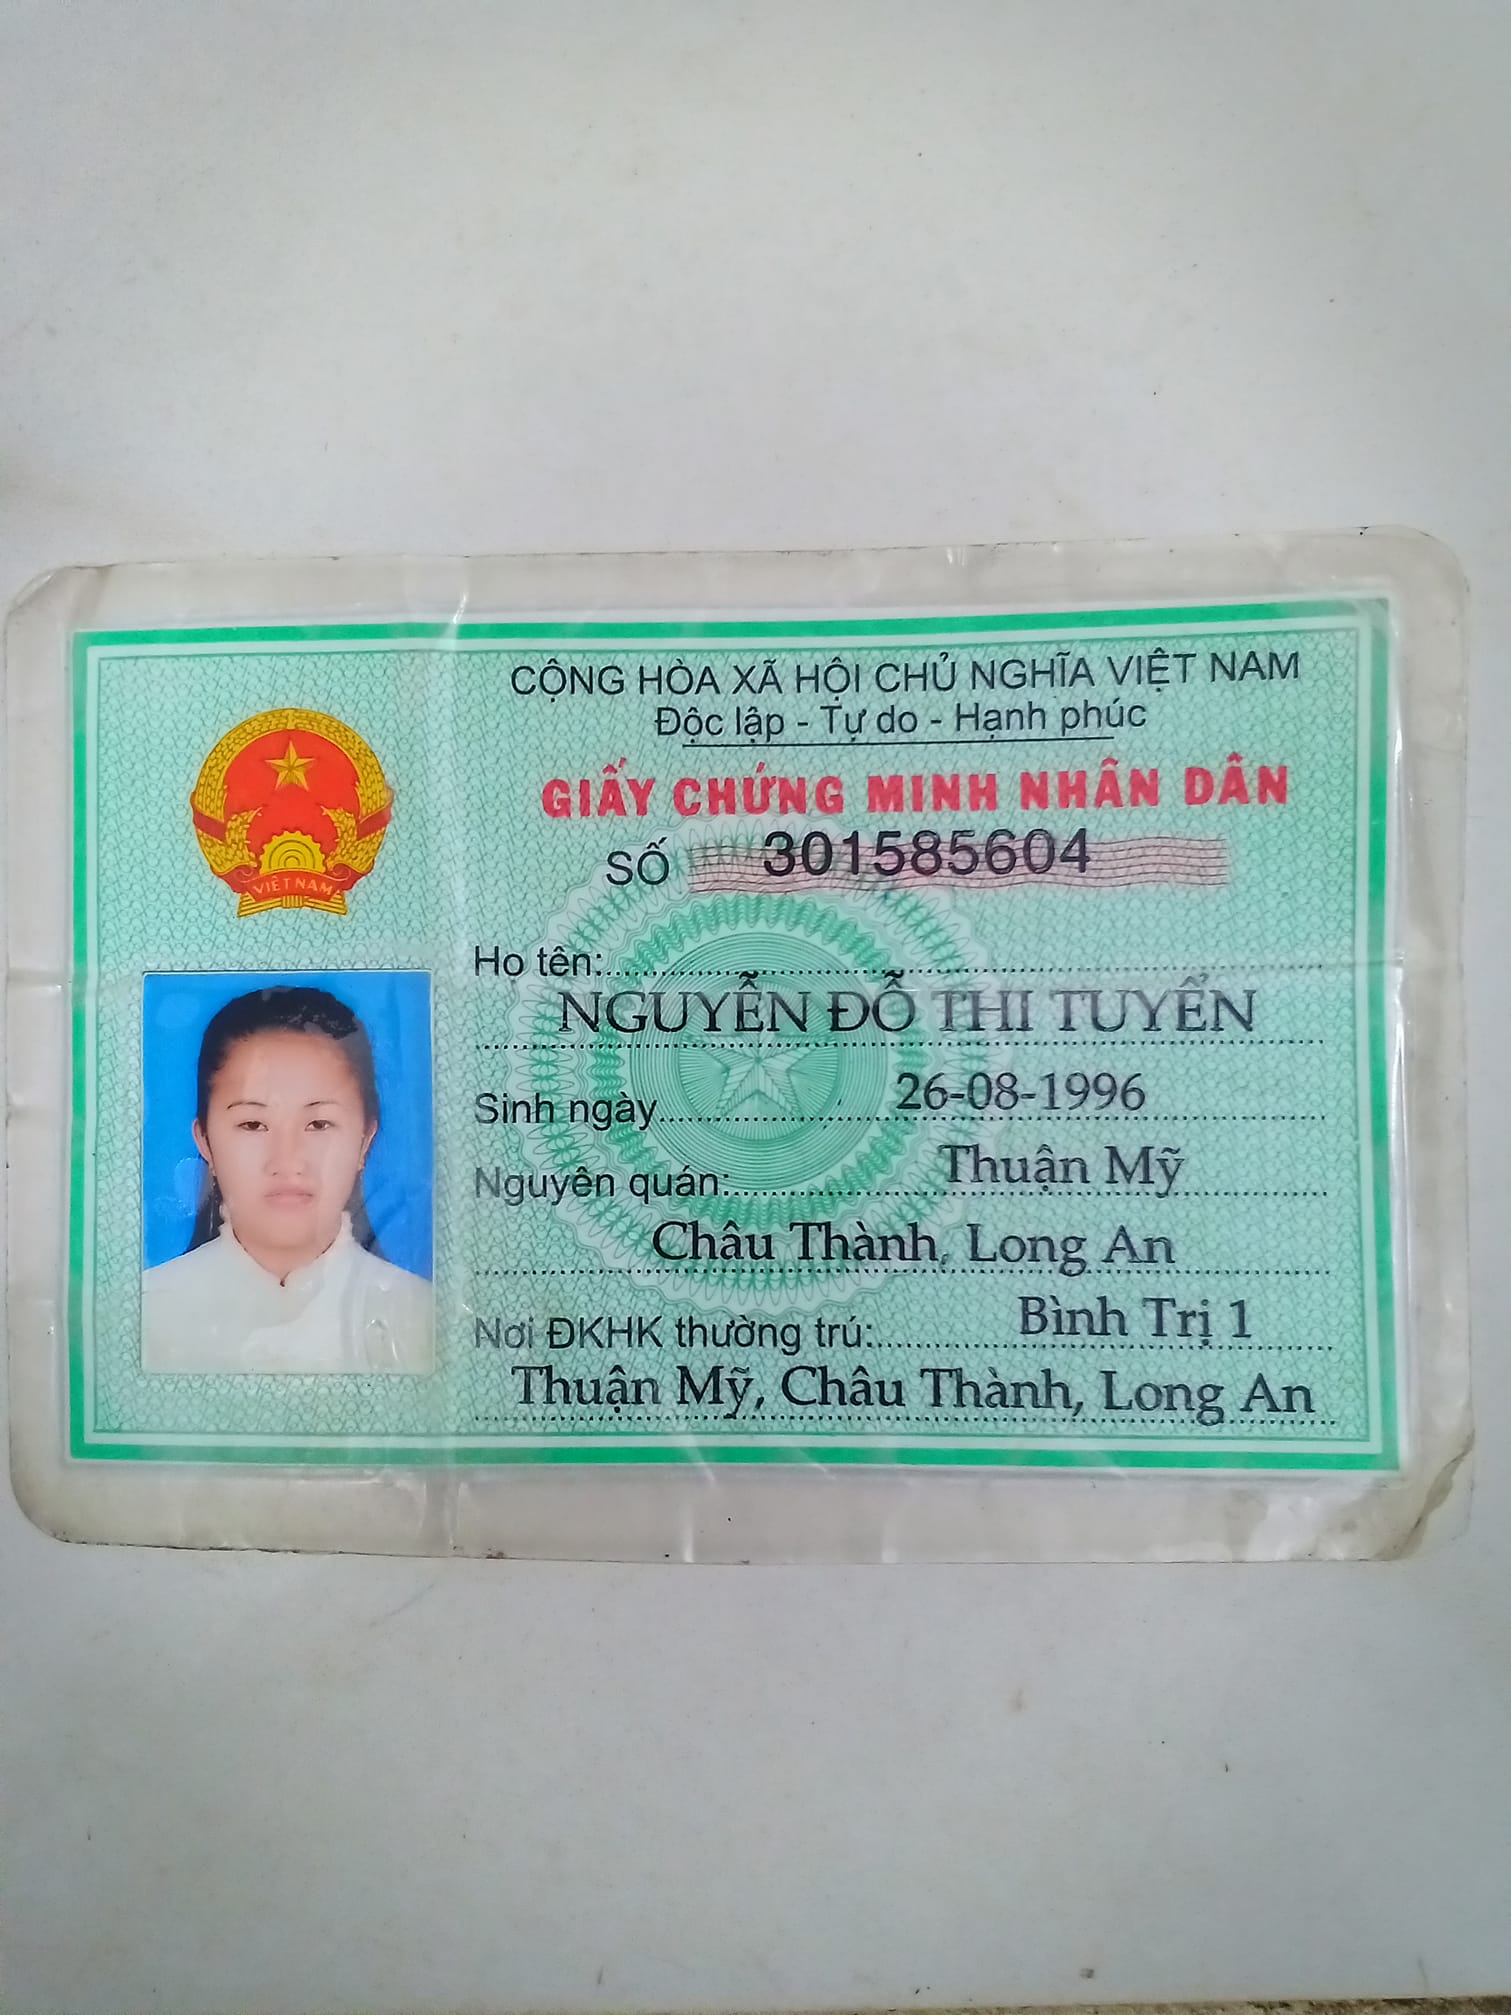 CỘNG HÒA XÃ HỘI CHỦ NGHĨA VIỆT NAM
Độc lập - Tự do - Hạnh phúc
GIẤY CHỨNG MINH NHÂN DÂN
SỐ 301585604
VIỆT NAM
Họ tên:
NGUYỄN ĐỖ THI TUYỂN
Sinh ngày 26-08-1996
Nguyên quán: Thuận Mỹ
Châu Thành, Long An
Nơi ĐKHK thường trú: Bình Trị 1
Thuận Mỹ, Châu Thành, Long An